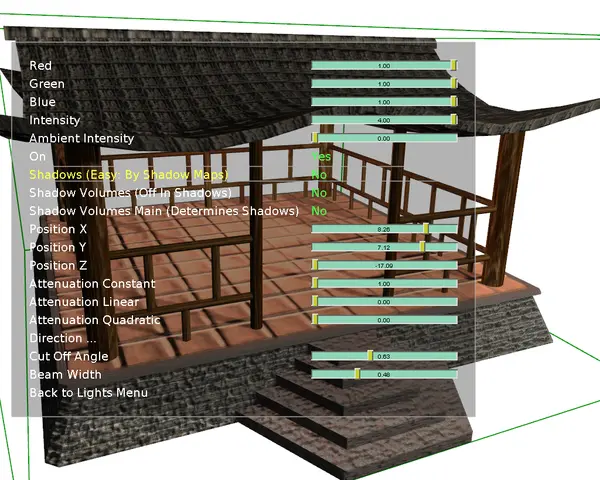 Red 1.00
Green 1.00
Blue 1.00
Intensity 4.00
Ambient Intensity 0.00
On Yes
Shadows (Easy: By Shadow Maps) No
Shadow Volumes (Off In Shadows) No
Shadow Volumes Main (Determines Shadows) No
Position X 8.26
Position Y 7.12
Position Z -17.09
Attenuation Constant 1.00
Attenuation Linear 0.00
Attenuation Quadratic 0.00
Direction ...
Cut Off Angle 0.63
Beam Width 0.46
Back to Lights Menu